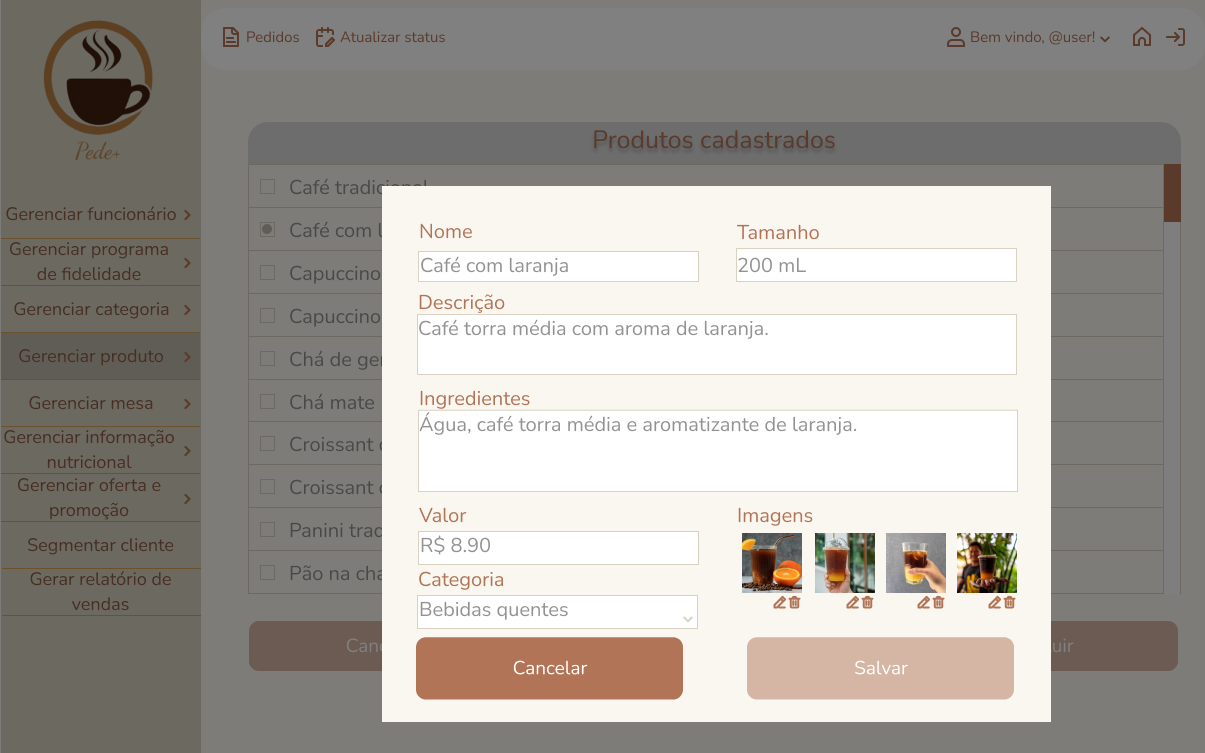 Pede+
Pedidos
Atualizar status
Bem vindo, @user!
Gerenciar funcionário
Gerenciar programa
de fidelidade
Gerenciar categoria
Gerenciar produto
Gerenciar mesa
Gerenciar informação
nutricional
Gerenciar oferta e
promoção
Segmentar cliente
Gerar relatório de
vendas
Produtos cadastrados
Café tradicional
Café com l
Capuccino
Capuccino
Chá de ge
Chá mate
Croissant
Croissant
Panini trad
Pão na cha
Canc
uir
Nome
Café com laranja
Tamanho
200 mL
Descrição
Café torra média com aroma de laranja.
Ingredientes
Água, café torra média e aromatizante de laranja.
Valor
R$ 8.90
Imagens
Categoria
Bebidas quentes
Cancelar
Salvar